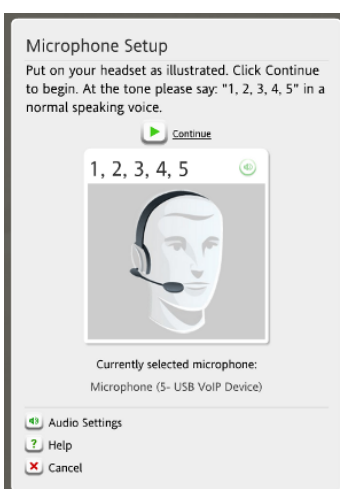 Microphone Setup
Put on your headset as illustrated. Click Continue
to begin. At the tone please say: "1, 2, 3, 4, 5" in a
normal speaking voice.
Continue
1, 2, 3, 4, 5
Currently selected microphone:
Microphone (5- USB VoIP Device)
Audio Settings
? Help
Cancel